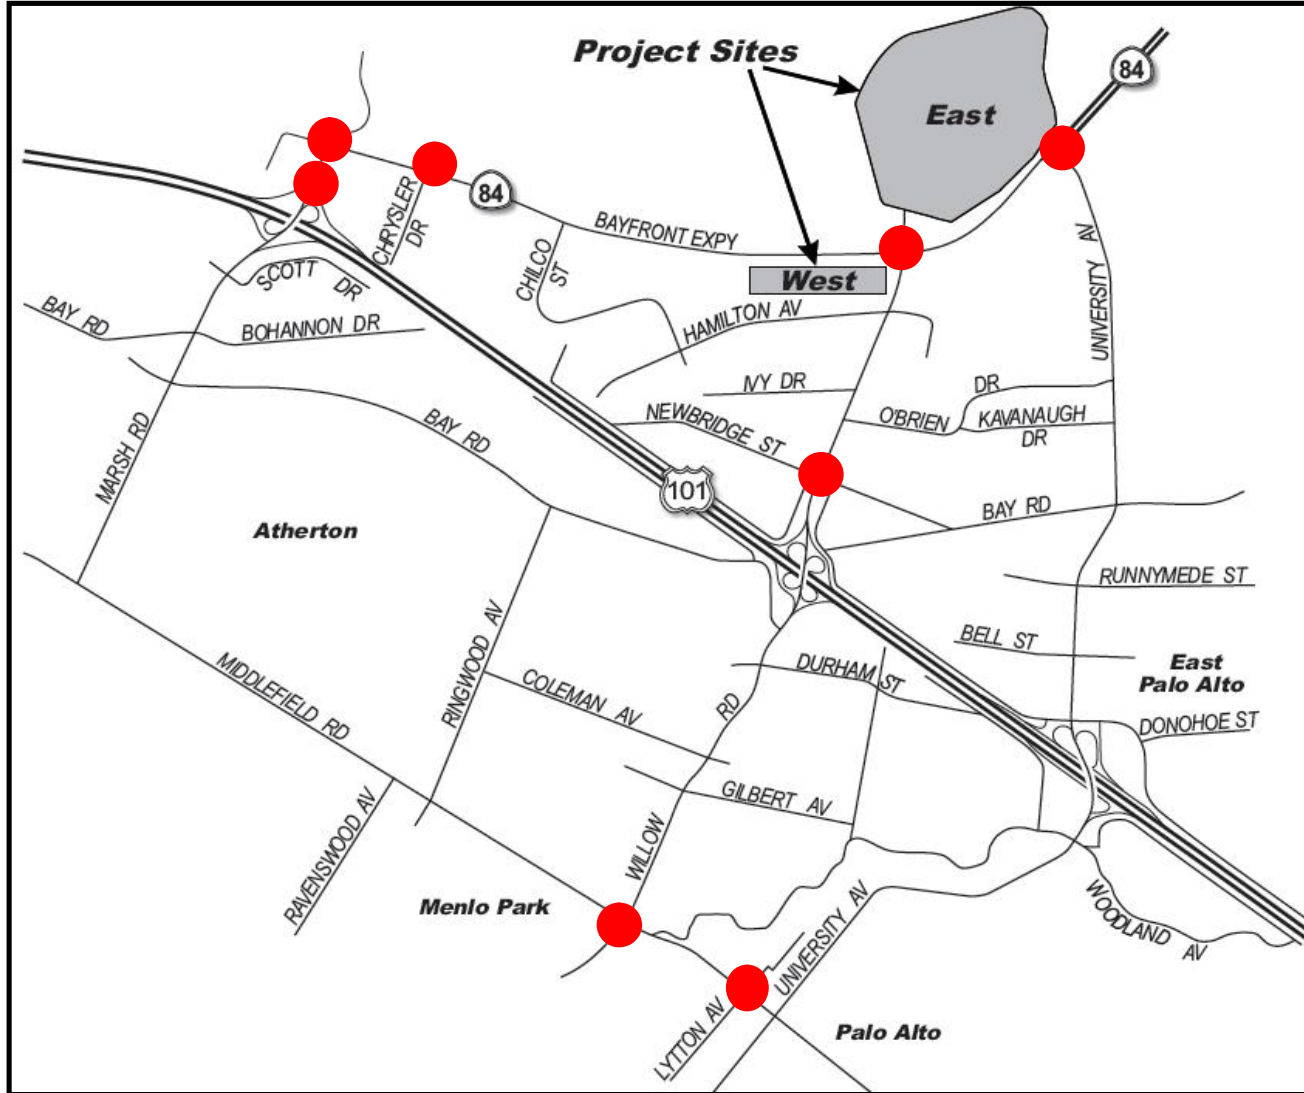 Project Sites
84
East
84
CHRYSLER
DR
BAYFRONT EXPY
CHILCO
ST
West
UNIVERSITY AV
SCOTT DR
BAY RD
BOHANNON DR
HAMILTON AV
IVY DR
DR
O'BRIEN
KAVANAUGH
DR
NEWBRIDGE ST
BAY RD
MARSH RD
101
BAY RD
Atherton
RUNNYMEDE ST
BELL ST
East
Palo Alto
RINGWOOD AV
MIDDLEFIELD RD
COLEMAN AV
DURHAM ST
RD
DONOHOE ST
GILBERT AV
RAVENSWOOD AV
WILLOW
Menlo Park
UNIVERSITY AV
WOODLAND AV
LYTTON AV
Palo Alto